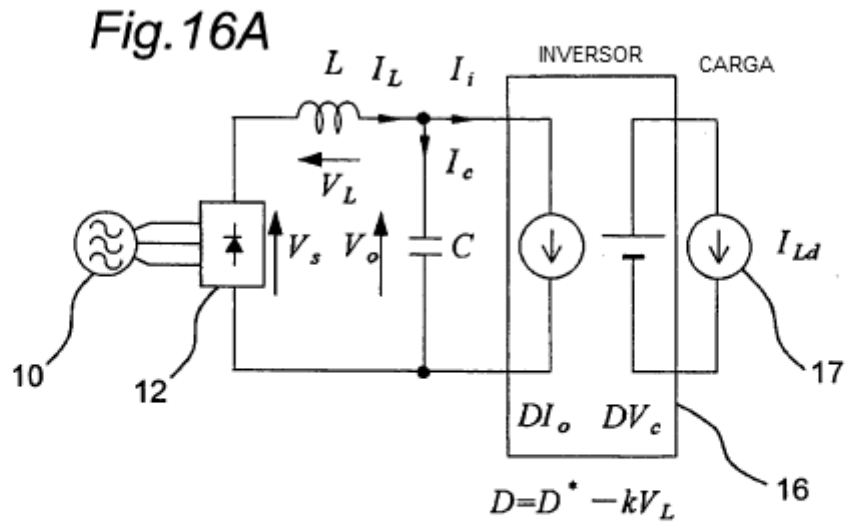 Fig.16A
INVERSOR
CARGA
L
I_L
I_i
V_L
I_c
V_s
V_o
C
I_Ld
10
12
17
DI_o
DV_c
16
D=D* −kV_L